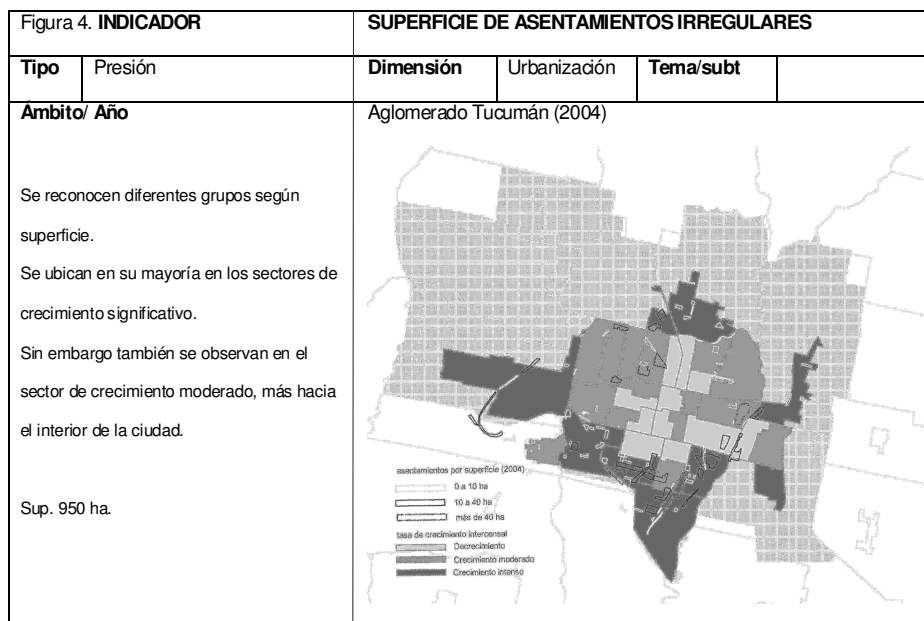 Figura 4. INDICADOR
SUPERFICIE DE ASENTAMIENTOS IRREGULARES
Tipo
Presión
Dimensión
Urbanización
Tema/subt
Ámbito/ Año
Aglomerado Tucumán (2004)
Se reconocen diferentes grupos según
superficie.
Se ubican en su mayoría en los sectores de
crecimiento significativo.
Sin embargo también se observan en el
sector de crecimiento moderado, más hacia
el interior de la ciudad.
Sup. 950 ha.
asentamientos por superficie (2004)
0 a 10 ha
10 a 40 ha
más de 40 ha
tasa de crecimiento intercensal
Decrecimiento
Crecimiento moderado
Crecimiento intenso